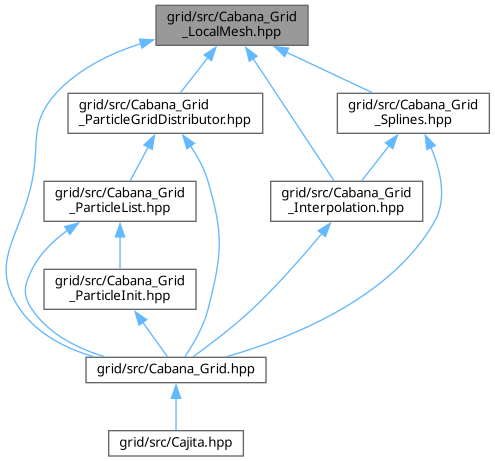 grid/src/Cabana_Grid
_LocalMesh.hpp
grid/src/Cabana_Grid
_ParticleGridDistributor.hpp
grid/src/Cabana_Grid
_Splines.hpp
grid/src/Cabana_Grid
_ParticleList.hpp
grid/src/Cabana_Grid
_Interpolation.hpp
grid/src/Cabana_Grid
_ParticleInit.hpp
grid/src/Cabana_Grid.hpp
grid/src/Cajita.hpp